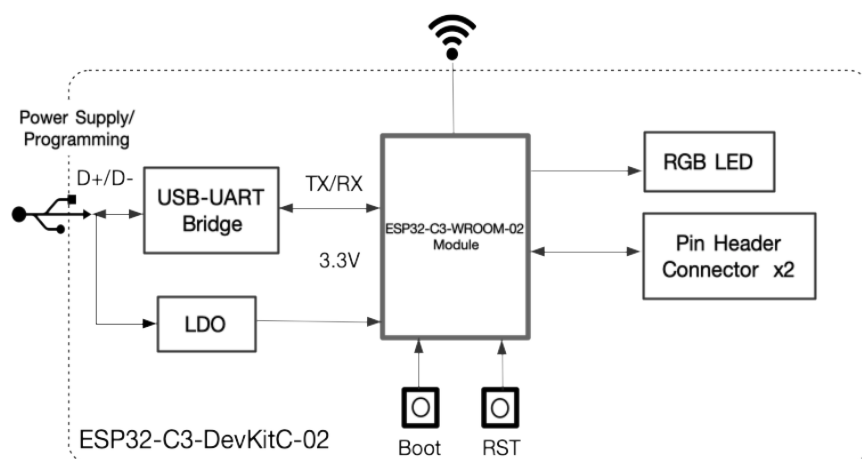 Power Supply/
Programming
D+/D-
USB-UART
Bridge
TX/RX
3.3V
LDO
ESP32-C3-WROOM-02
Module
RGB LED
Pin Header
Connector x2
Boot
RST
ESP32-C3-DevKitC-02